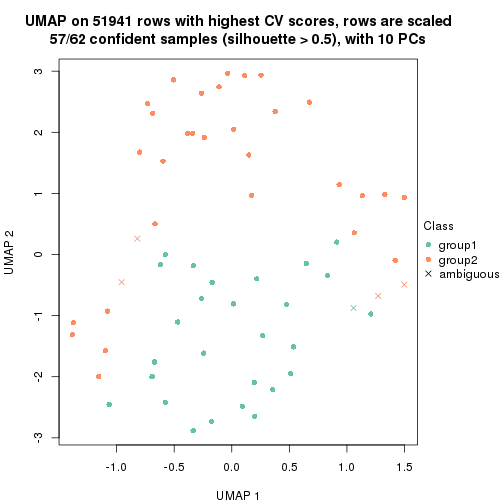 UMAP on 51941 rows with highest CV scores, rows are scaled
57/62 confident samples (silhouette > 0.5), with 10 PCs
3
2
1
0
-1
-2
-3
UMAP 2
-1.0
-0.5
0.0
0.5
1.0
1.5
UMAP 1
Class
group1
group2
ambiguous